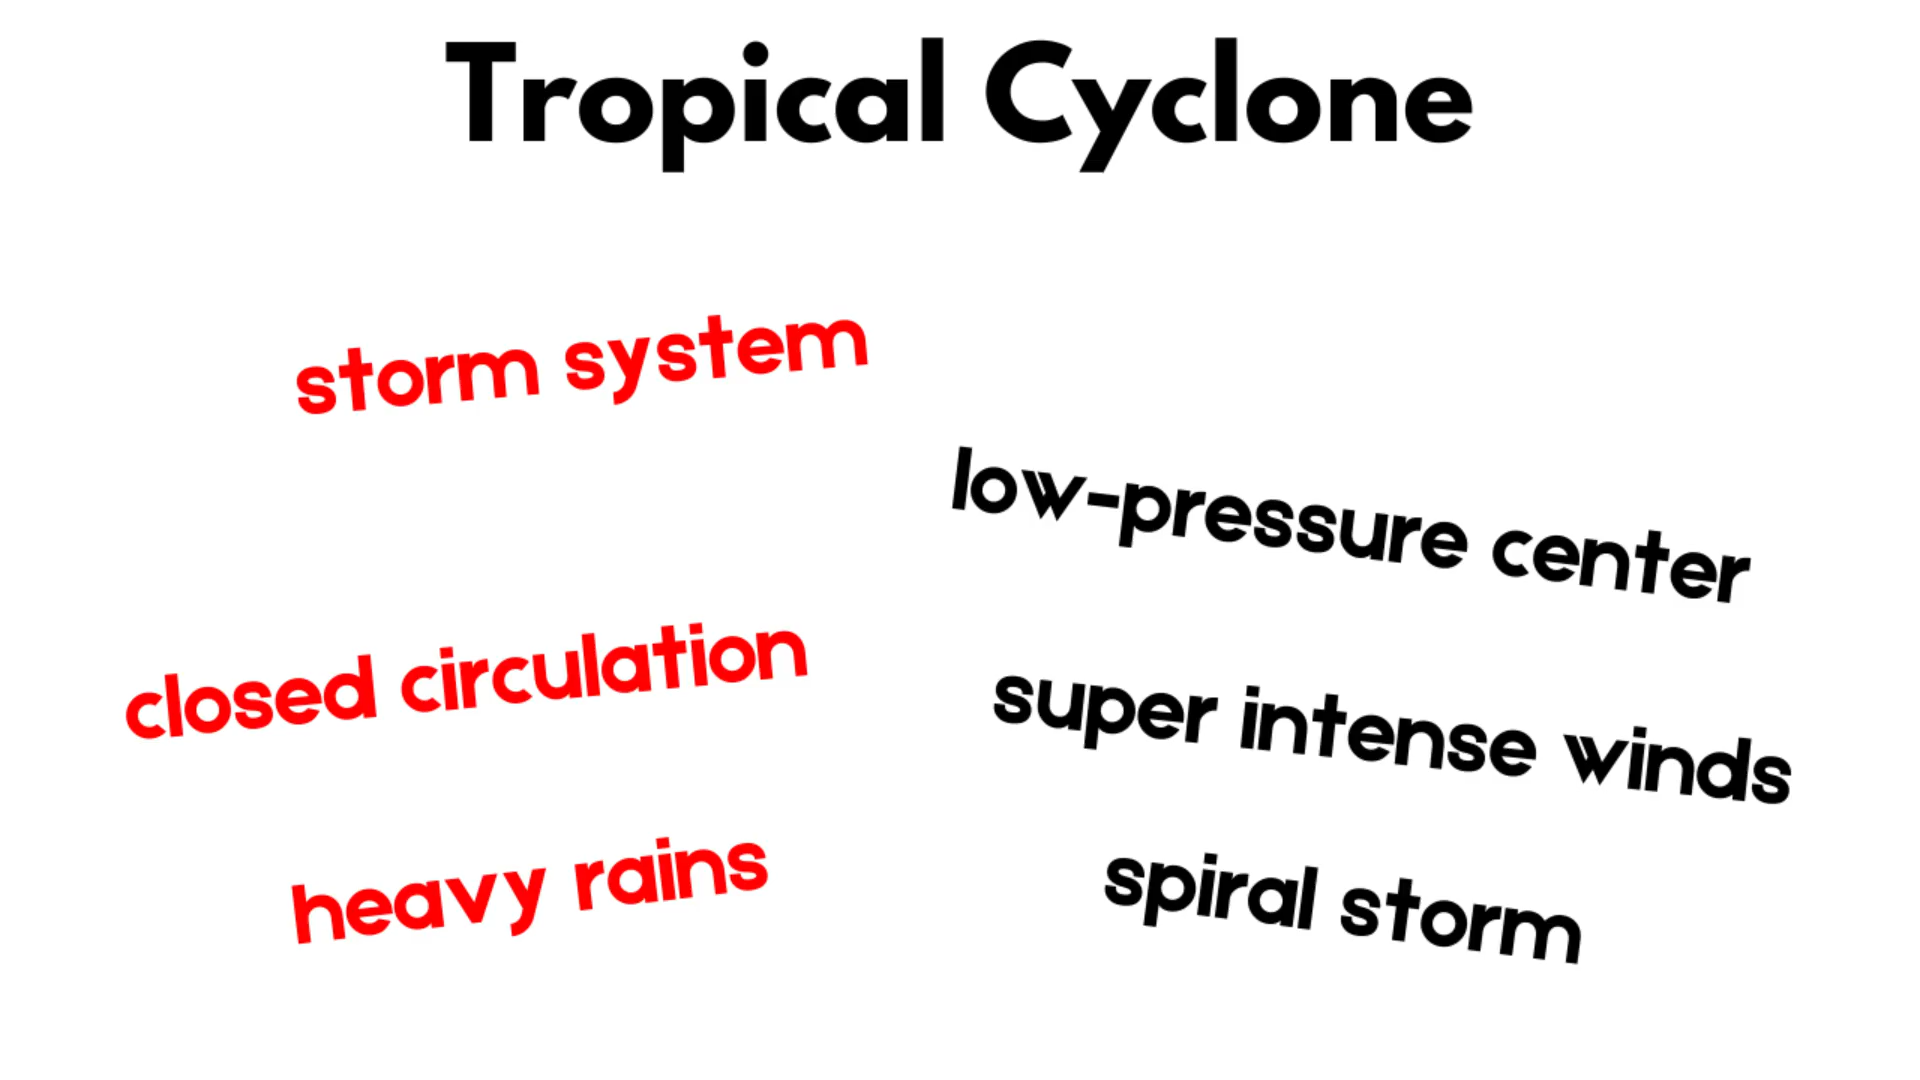 Tropical Cyclone
storm system
low-pressure center
closed circulation
super intense winds
heavy rains
spiral storm